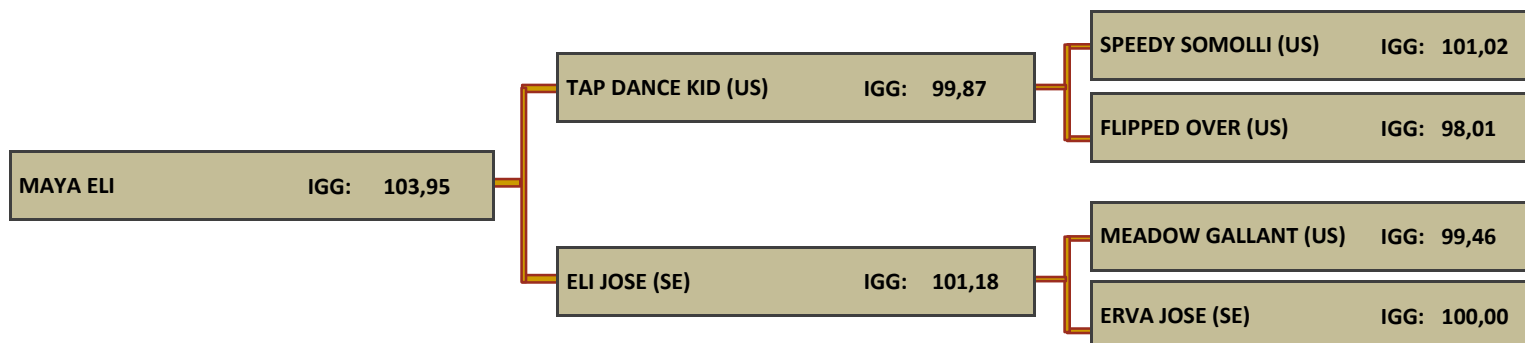 SPEEDY SOMOLLI (US) IGG: 101,02
TAP DANCE KID (US) IGG: 99,87
FLIPPED OVER (US) IGG: 98,01
MAYA ELI IGG: 103,95
MEADOW GALLANT (US) IGG: 99,46
ELI JOSE (SE) IGG: 101,18
ERVA JOSE (SE) IGG: 100,00